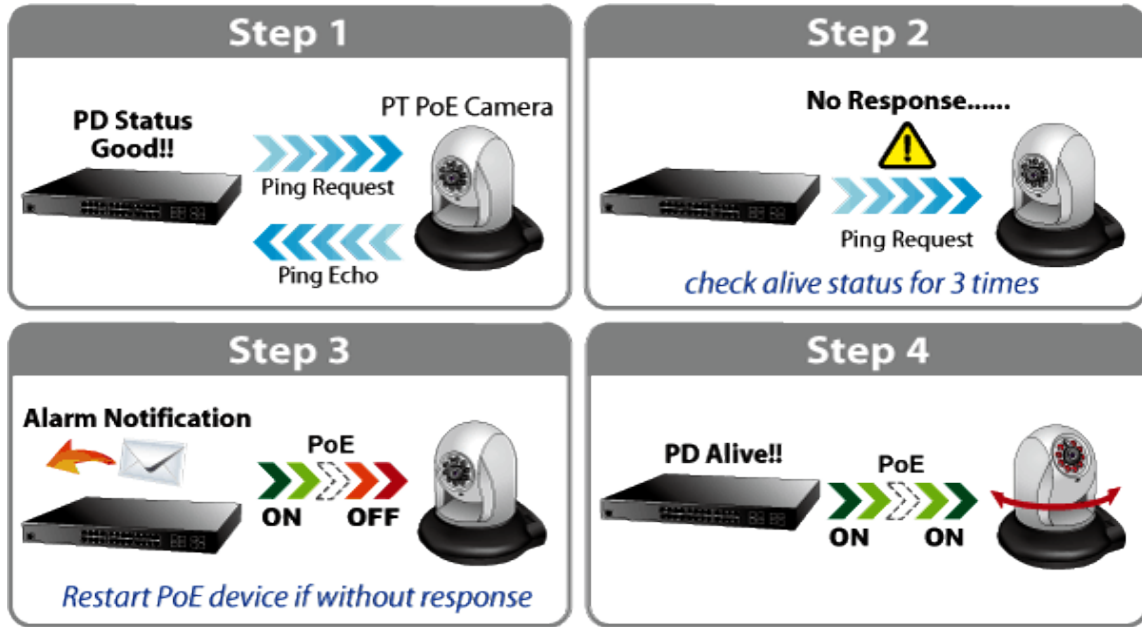 Step 1
PD Status
Good!!
PT PoE Camera
Ping Request
Ping Echo
Step 2
No Response......
Ping Request
check alive status for 3 times
Step 3
Alarm Notification
PoE
ON OFF
Restart PoE device if without response
Step 4
PD Alive!!
PoE
ON ON